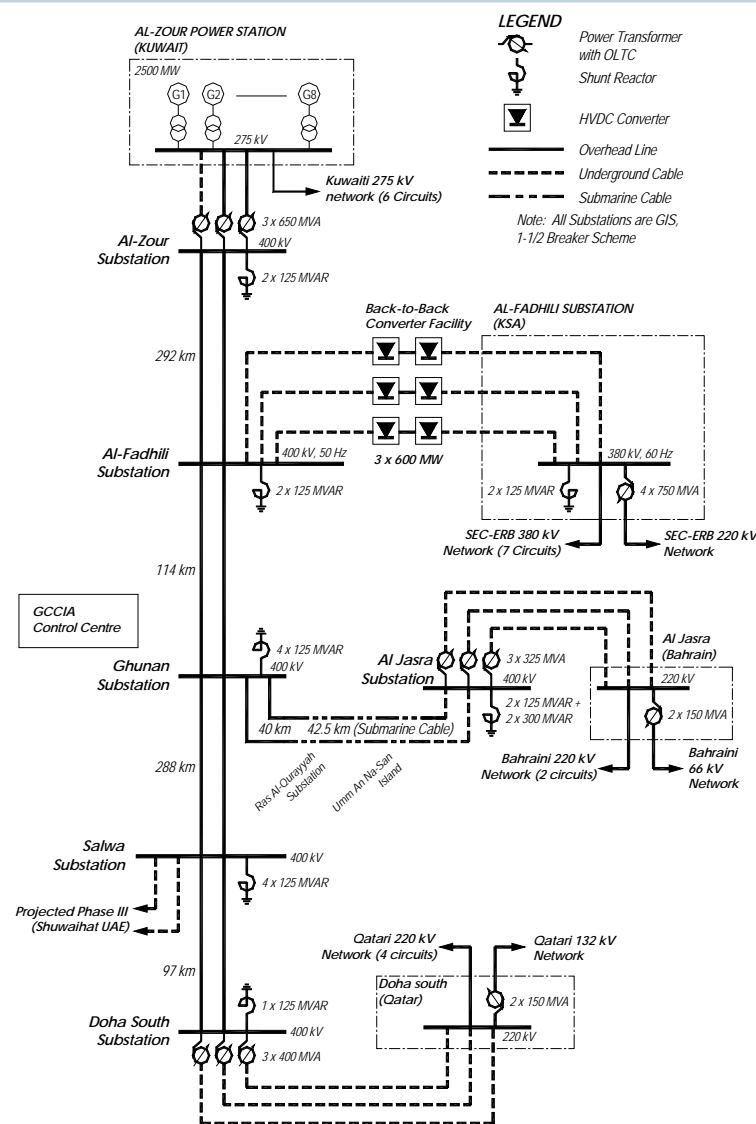 AL-ZOUR POWER STATION
(KUWAIT)
2500 MW
G1
G2
G8
275 kV
Kuwaiti 275 kV
network (6 Circuits)
3 x 650 MVA
Al-Zour
Substation
400 kV
2 x 125 MVAR
LEGEND
Power Transformer
with OLTC
Shunt Reactor
HVDC Converter
Overhead Line
Underground Cable
Submarine Cable
Note: All Substations are GIS,
1-1/2 Breaker Scheme
292 km
Back-to-Back
Converter Facility
AL-FADHILI SUBSTATION
(KSA)
Al-Fadhili
Substation
400 kV, 50 Hz
2 x 125 MVAR
3 x 600 MW
380 kV, 60 Hz
2 x 125 MVAR
4 x 750 MVA
SEC-ERB 380 kV
Network (7 Circuits)
SEC-ERB 220 kV
Network
114 km
GCCIA
Control Centre
4 x 125 MVAR
400 kV
Ghunan
Substation
Al Jasra
Substation
3 x 325 MVA
400 kV
2 x 125 MVAR +
2 x 300 MVAR
Al Jasra
(Bahrain)
220 kV
2 x 150 MVA
Bahraini 220 kV
Network (2 circuits)
Bahraini
66 kV
Network
40 km
42.5 km (Submarine Cable)
Ras Al-Qurayyah
Substation
Umm An Na-San
Island
288 km
Salwa
Substation
400 kV
4 x 125 MVAR
Projected Phase III
(Shuwaihat UAE)
97 km
1 x 125 MVAR
Doha South
Substation
400 kV
3 x 400 MVA
Qatari 220 kV
Network (4 circuits)
Qatari 132 kV
Network
Doha south
(Qatar)
2 x 150 MVA
220 kV